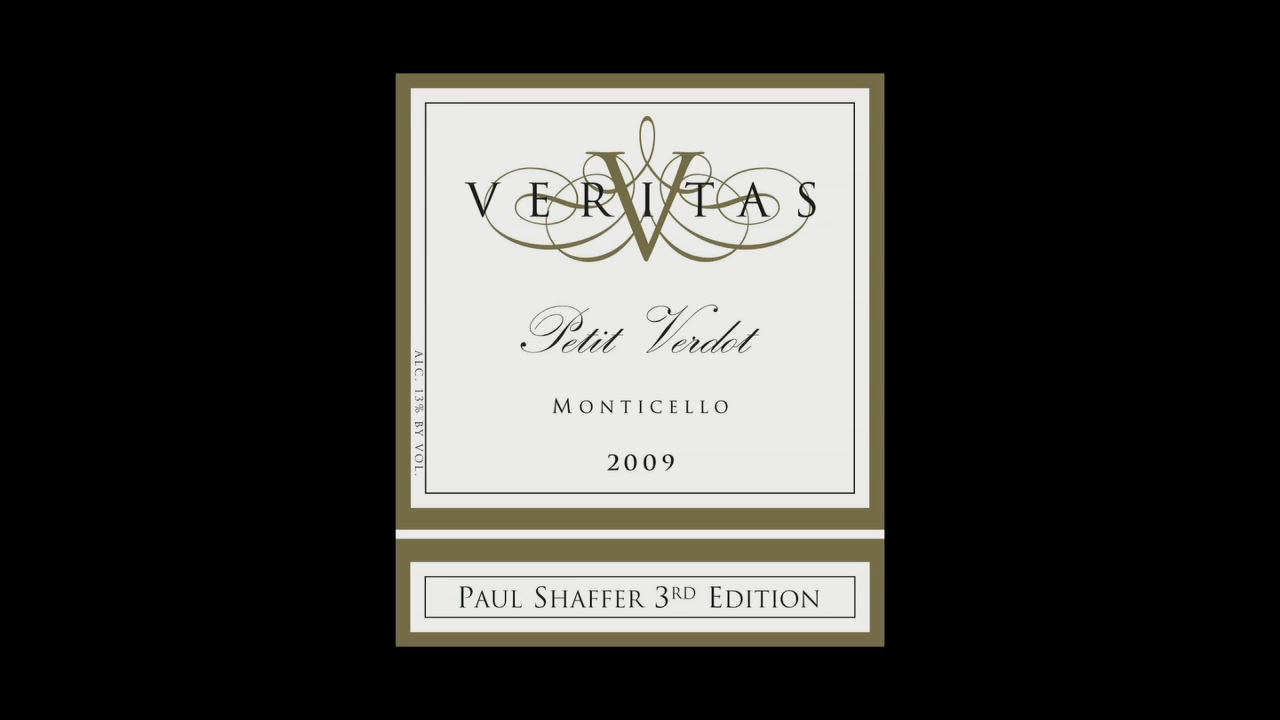 VERITAS
Petit Verdot
MONTICELLO
2009
ALC. 13% BY VOL.
PAUL SHAFFER 3RD EDITION